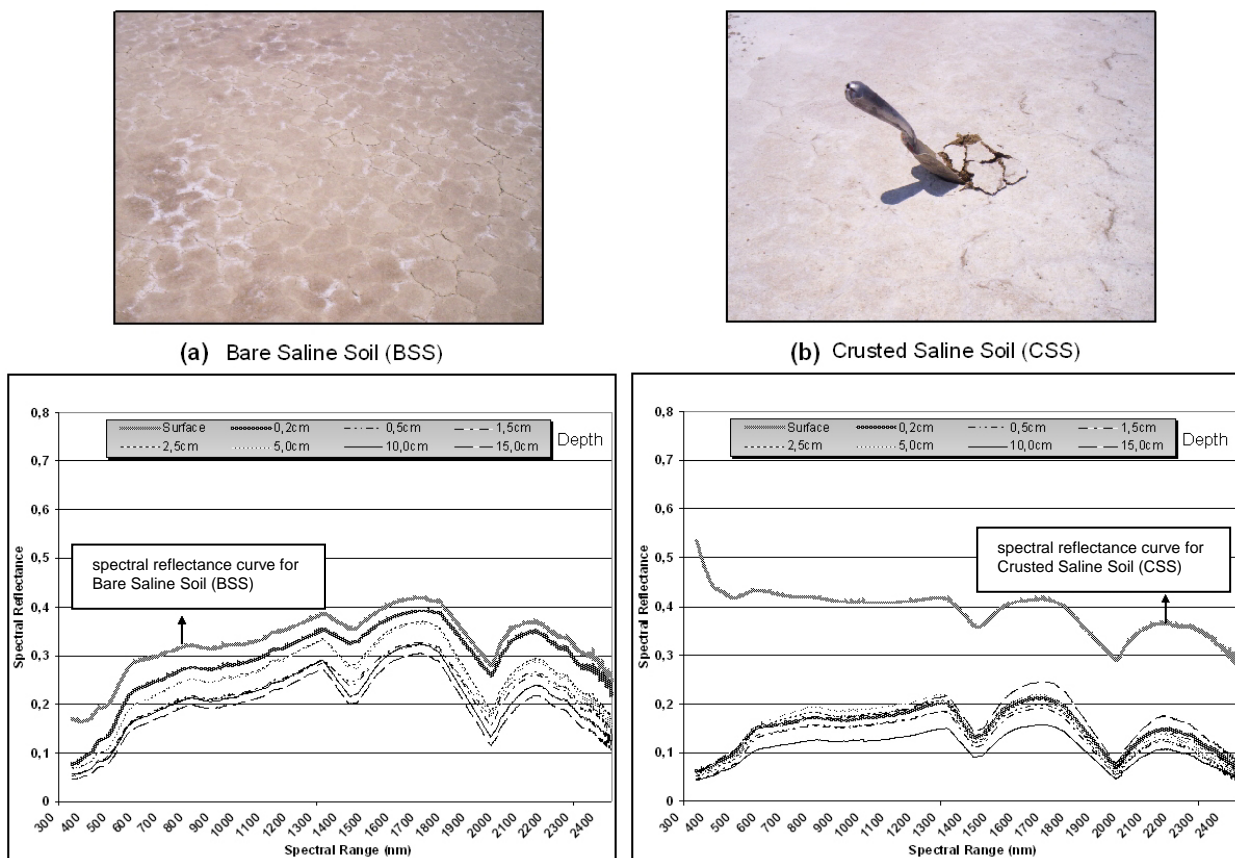 (a) Bare Saline Soil (BSS)
(b) Crusted Saline Soil (CSS)
0,8
0,7
0,6
0,5
0,4
0,3
0,2
0,1
0
Spectral Reflectance
Surface 0,2cm 0,5cm 1,5cm
2,5cm 5,0cm 10,0cm 15,0cm
Depth
spectral reflectance curve for
Bare Saline Soil (BSS)
300 400 500 600 700 800 900 1000 1100 1200 1300 1400 1500 1600 1700 1800 1900 2000 2100 2200 2300 2400
Spectral Range (nm)
0,8
0,7
0,6
0,5
0,4
0,3
0,2
0,1
0
Spectral Reflectance
Surface 0,2cm 0,5cm 1,5cm
2,5cm 5,0cm 10,0cm 15,0cm
Depth
spectral reflectance curve for
Crusted Saline Soil (CSS)
300 400 500 600 700 800 900 1000 1100 1200 1300 1400 1500 1600 1700 1800 1900 2000 2100 2200 2300 2400
Spectral Range (nm)